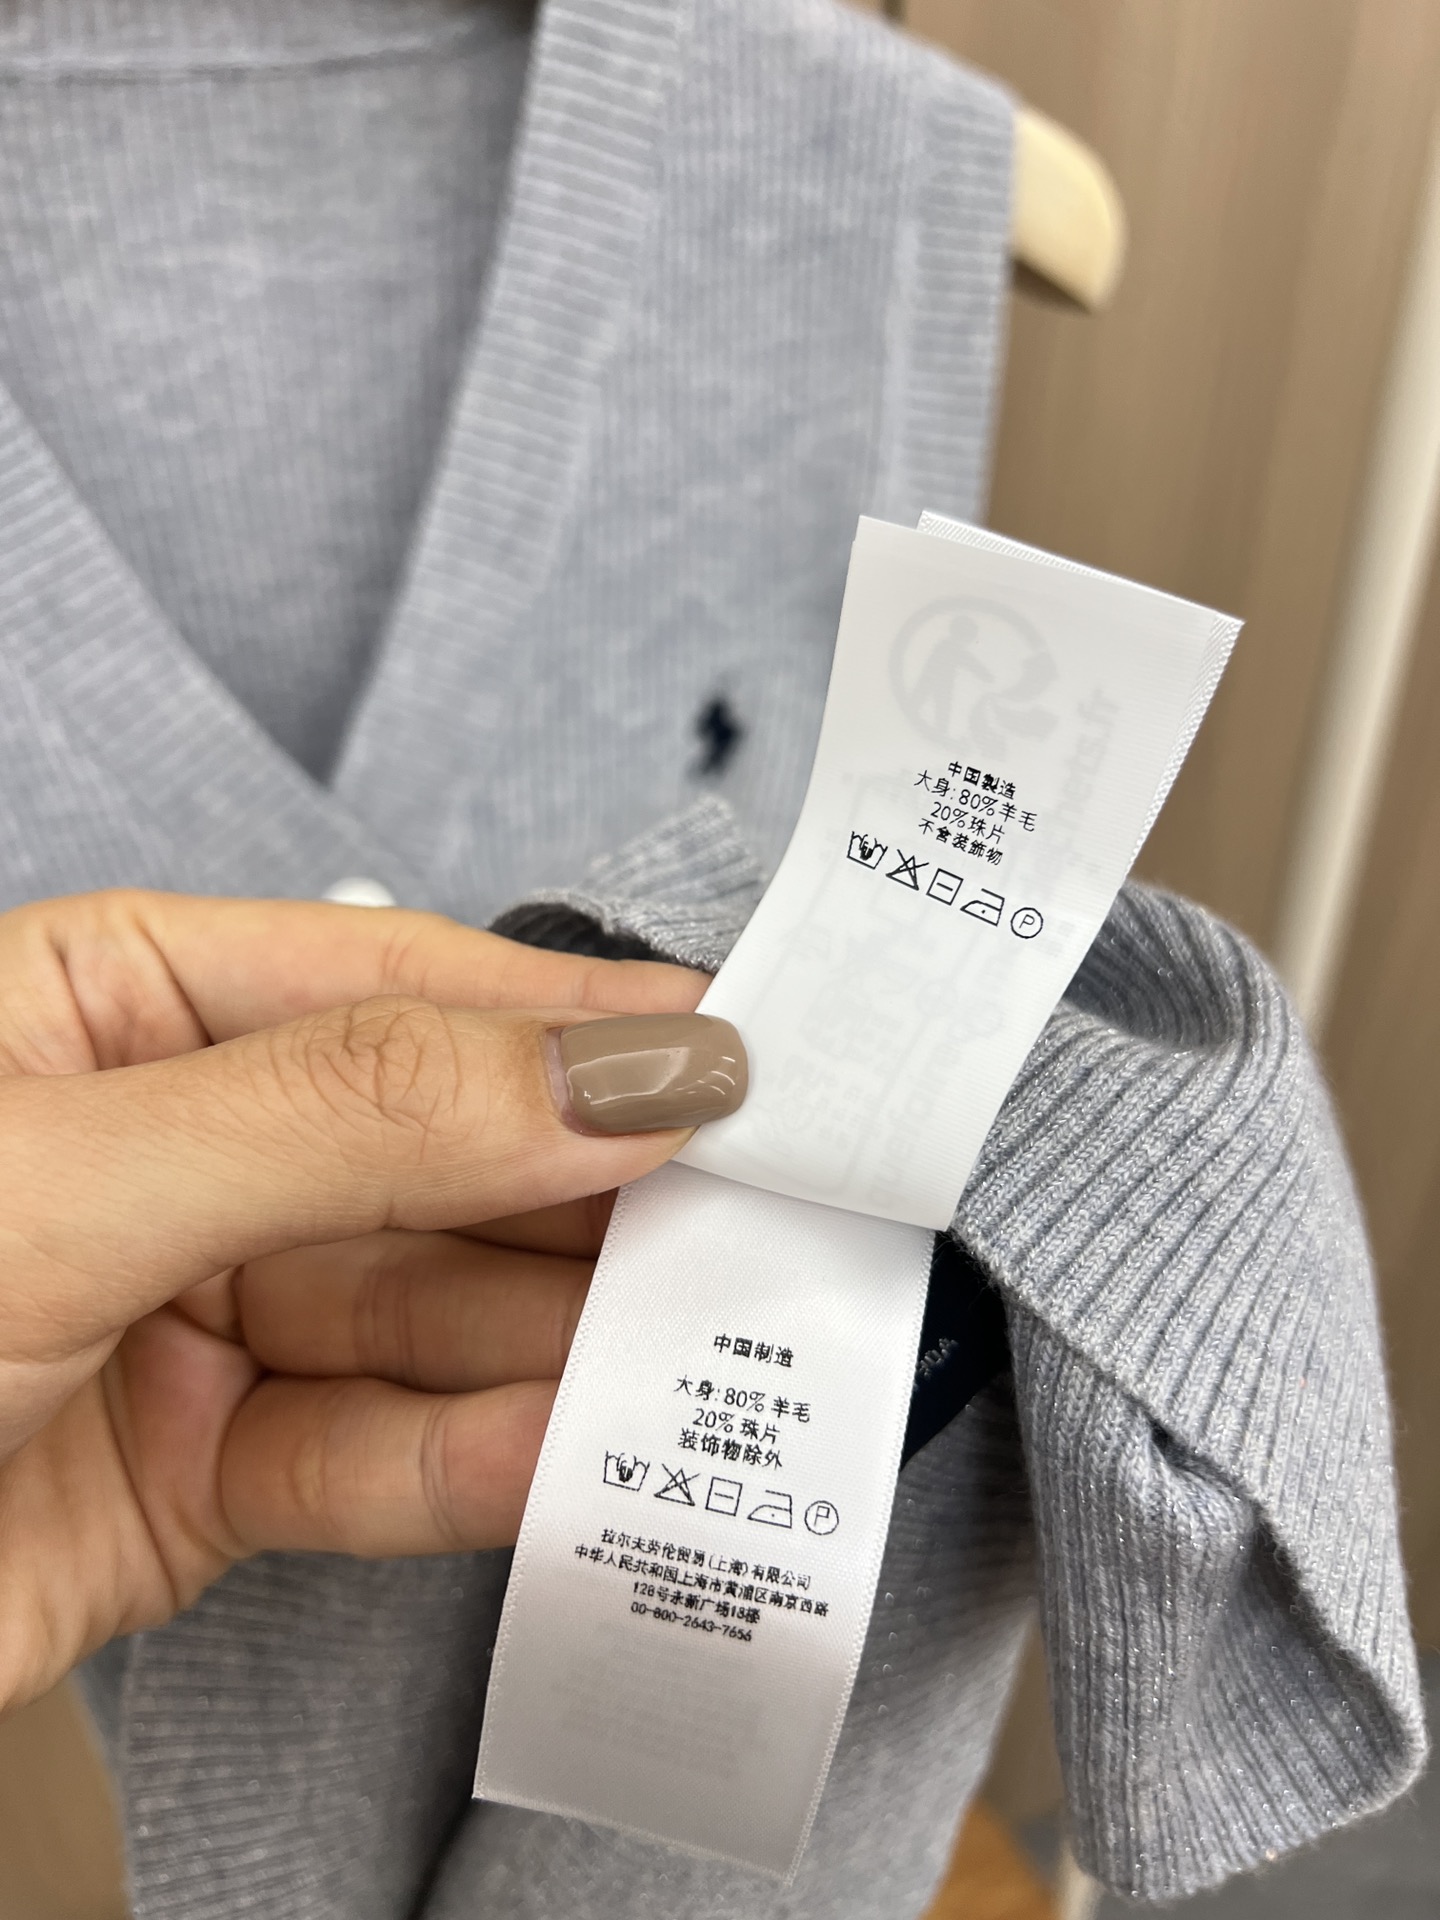 中国製造
大身: 80% 羊毛
20% 珠片
不含装飾物
P
中国制造
大身: 80% 羊毛
20% 珠片
装饰物除外
P
拉尔夫劳伦贸易(上海)有限公司
中华人民共和国上海市黄浦区南京西路
128号永新广场18楼
00-800-2643-7656